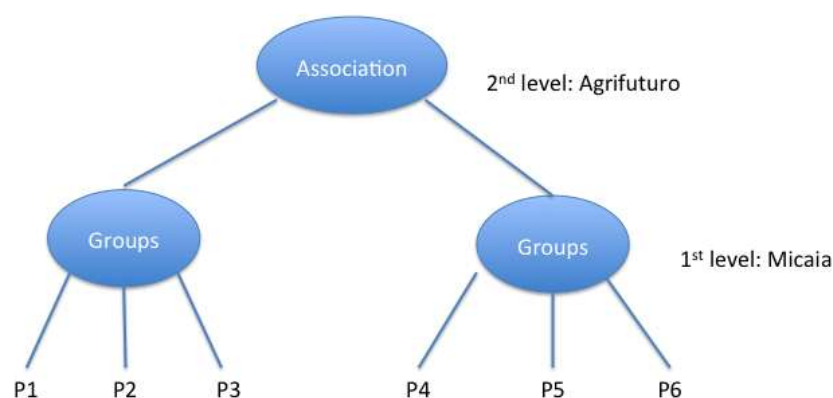 Association
2nd level: Agrifuturo
Groups
Groups
1st level: Micaia
P1 P2 P3 P4 P5 P6